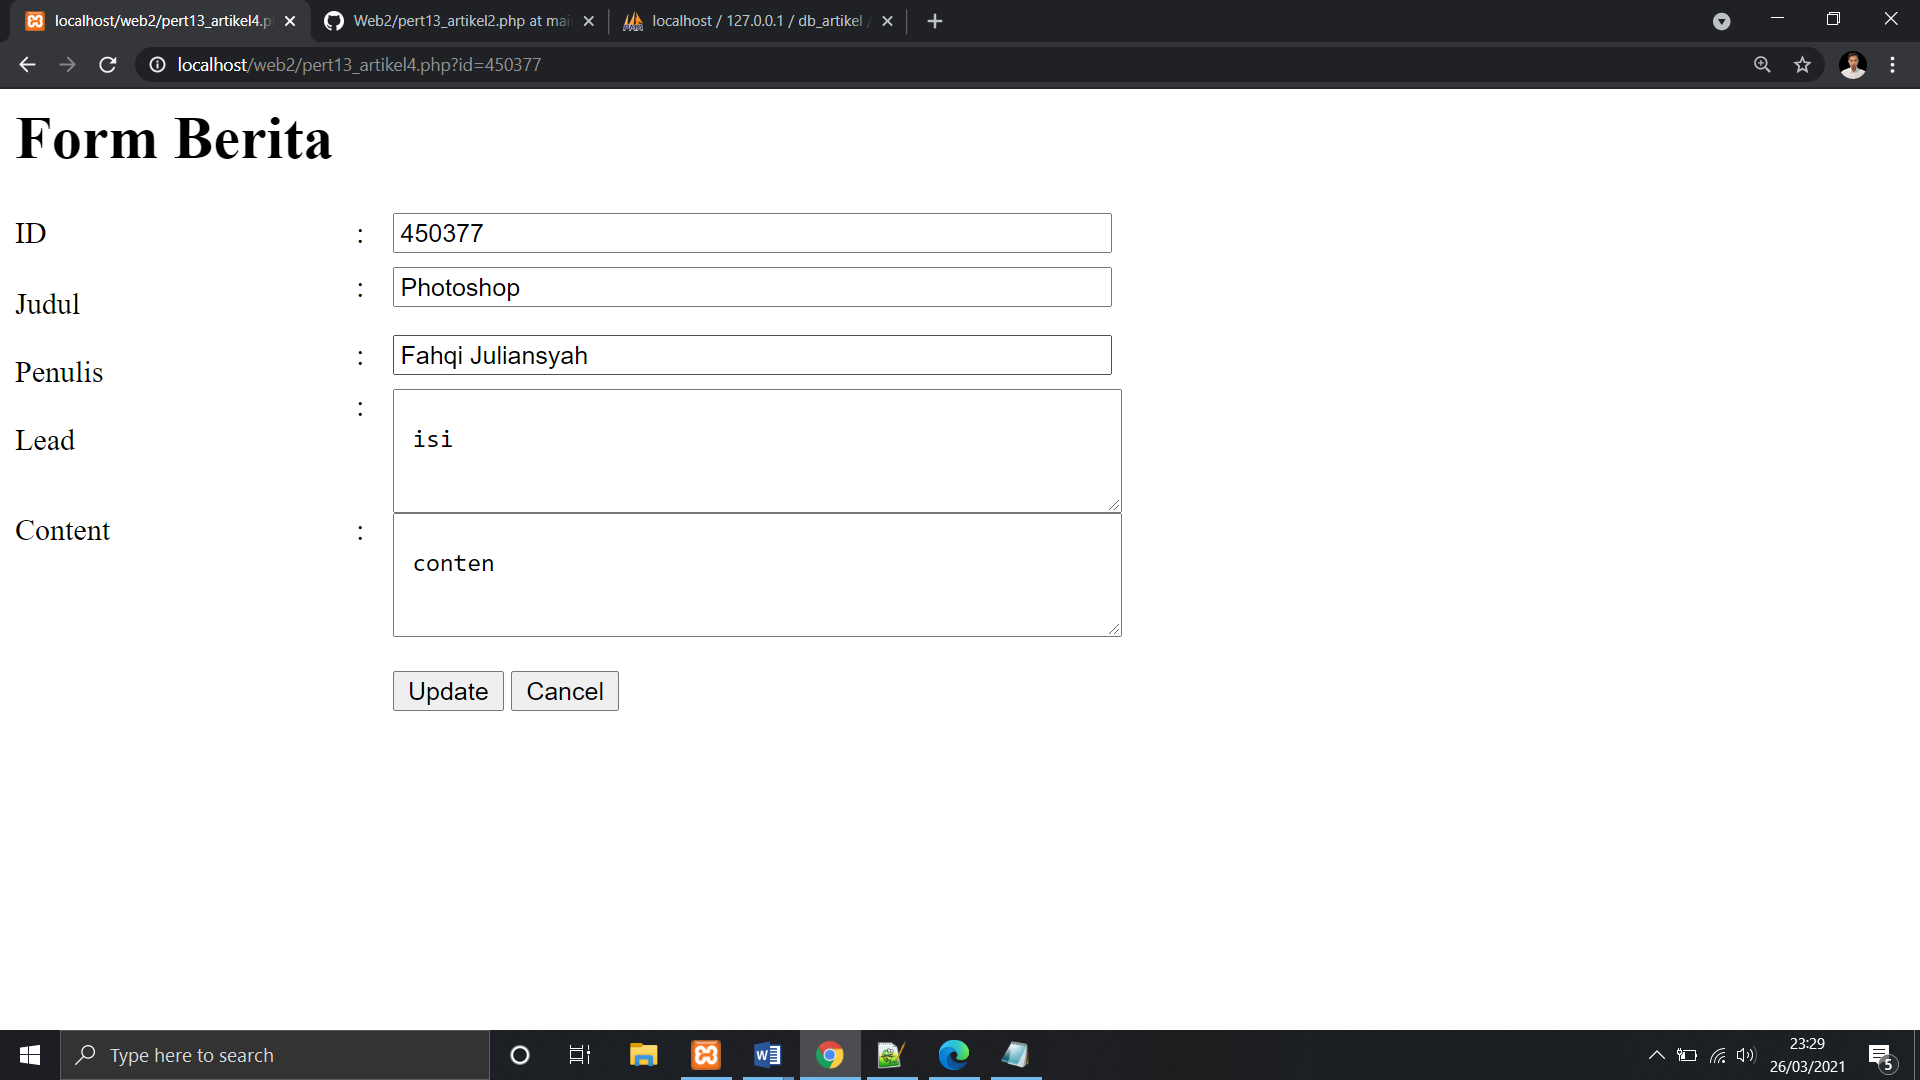 localhost/web2/pert13_artikel4.p
Web2/pert13_artikel2.php at mai
localhost / 127.0.0.1 / db_artikel /
localhost/web2/pert13_artikel4.php?id=450377
Form Berita
ID : 450377
Judul : Photoshop
Penulis : Fahqi Juliansyah
Lead : isi
Content : conten
Update Cancel
Type here to search
23:29
26/03/2021
5